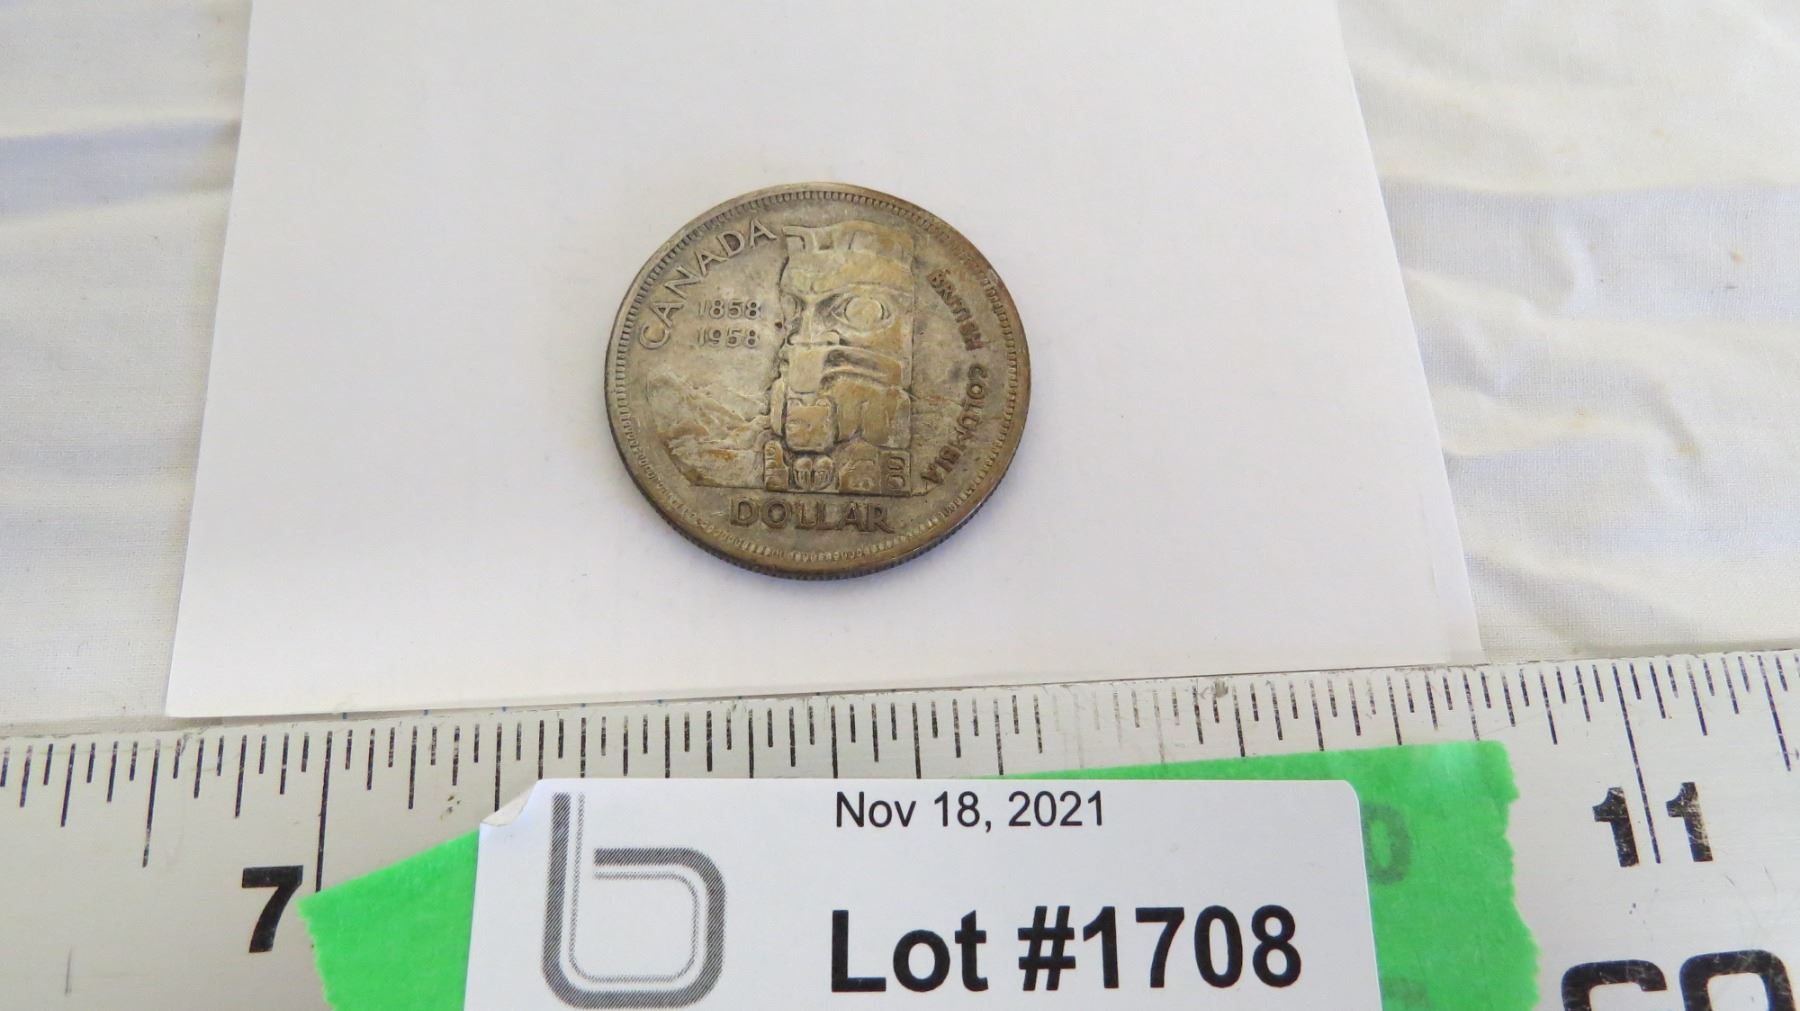 CANADA
1858
1958
BRITISH COLUMBIA
DOLLAR
Nov 18, 2021
b
Lot #1708
7
11